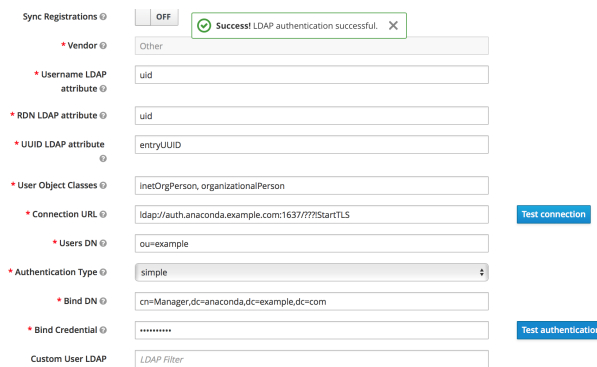 Sync Registrations OFF
Success! LDAP authentication successful.
* Vendor Other
* Username LDAP
attribute uid
* RDN LDAP attribute uid
* UUID LDAP attribute entryUUID
* User Object Classes inetOrgPerson, organizationalPerson
* Connection URL ldap://auth.anaconda.example.com:1637/???!StartTLS Test connection
* Users DN ou=example
* Authentication Type simple
* Bind DN cn=Manager,dc=anaconda,dc=example,dc=com
* Bind Credential •••••••••• Test authentication
Custom User LDAP LDAP Filter